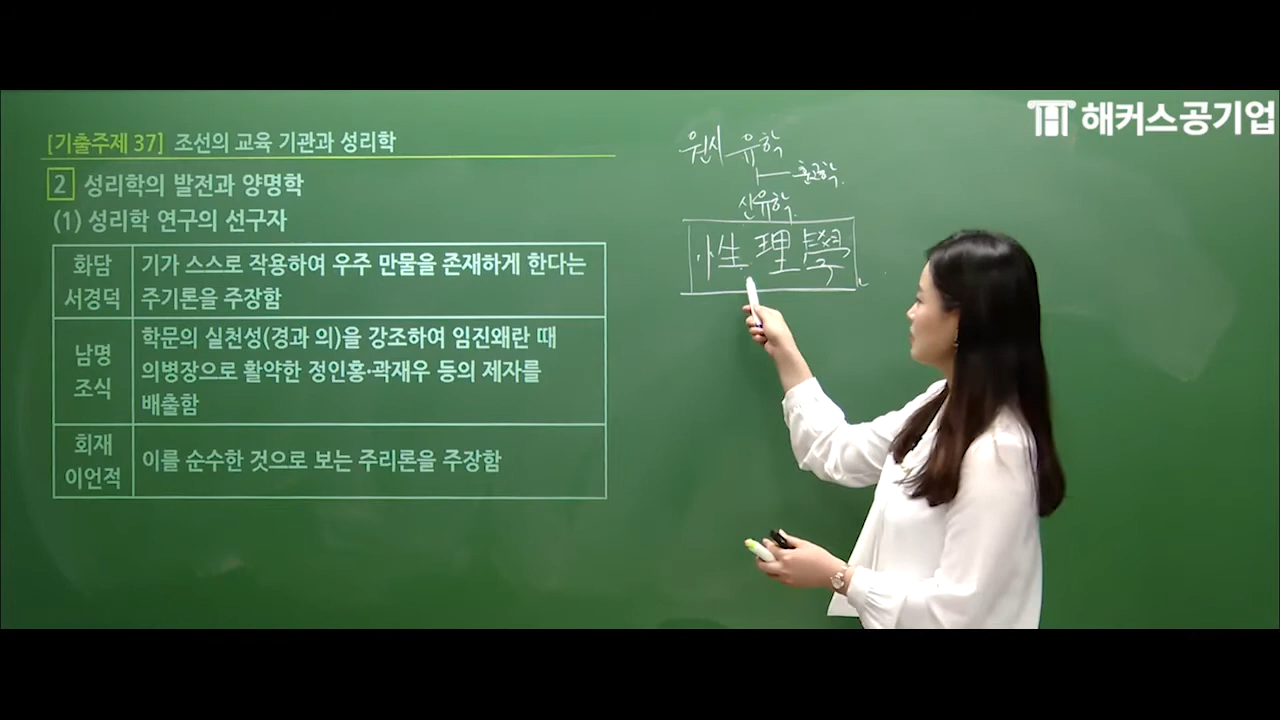 해커스공기업
[기출주제 37] 조선의 교육 기관과 성리학
2 성리학의 발전과 양명학
(1) 성리학 연구의 선구자
화담
서경덕
기가 스스로 작용하여 우주 만물을 존재하게 한다는
주기론을 주장함
남명
조식
학문의 실천성(경과 의)을 강조하여 임진왜란 때
의병장으로 활약한 정인홍·곽재우 등의 제자를
배출함
회재
이언적
이를 순수한 것으로 보는 주리론을 주장함
원시 유학
훈고학.
신유학.
性理學